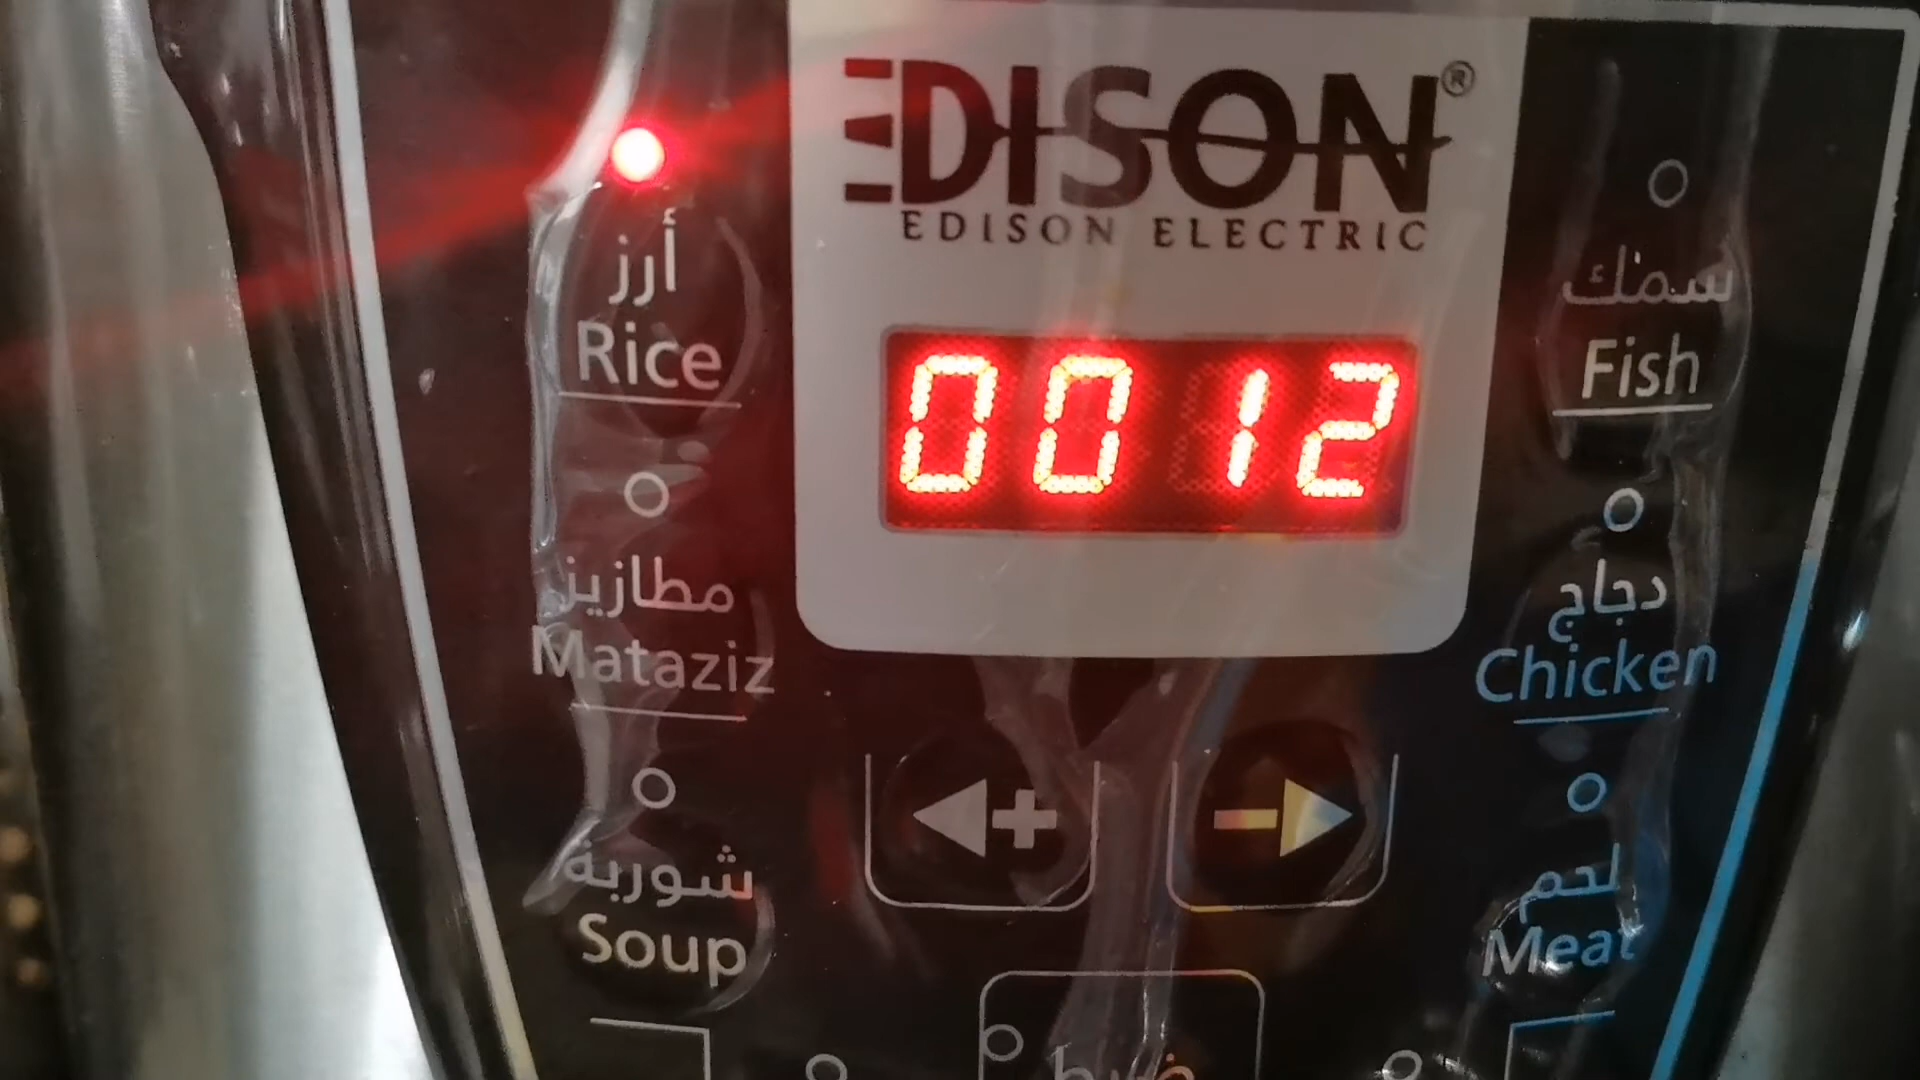 EDISON®
EDISON ELECTRIC
0012
أرز
Rice
مطازيز
Mataziz
شوربة
Soup
سمك
Fish
دجاج
Chicken
لحم
Meat
+
-